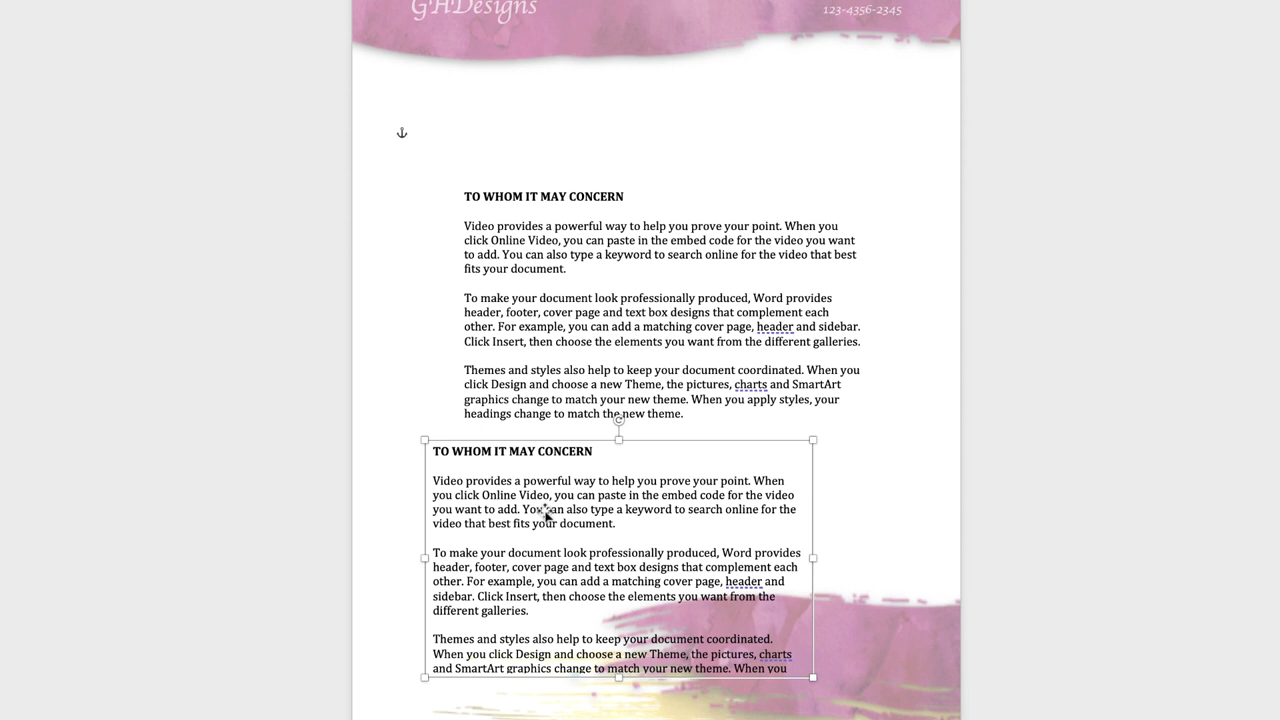 GHDesigns
123-4356-2345
TO WHOM IT MAY CONCERN
Video provides a powerful way to help you prove your point. When you
click Online Video, you can paste in the embed code for the video you want
to add. You can also type a keyword to search online for the video that best
fits your document.
To make your document look professionally produced, Word provides
header, footer, cover page and text box designs that complement each
other. For example, you can add a matching cover page, header and sidebar.
Click Insert, then choose the elements you want from the different galleries.
Themes and styles also help to keep your document coordinated. When you
click Design and choose a new Theme, the pictures, charts and SmartArt
graphics change to match your new theme. When you apply styles, your
headings change to match the new theme.
TO WHOM IT MAY CONCERN
Video provides a powerful way to help you prove your point. When
you click Online Video, you can paste in the embed code for the video
you want to add. You can also type a keyword to search online for the
video that best fits your document.
To make your document look professionally produced, Word provides
header, footer, cover page and text box designs that complement each
other. For example, you can add a matching cover page, header and
sidebar. Click Insert, then choose the elements you want from the
different galleries.
Themes and styles also help to keep your document coordinated.
When you click Design and choose a new Theme, the pictures, charts
and SmartArt graphics change to match your new theme. When you